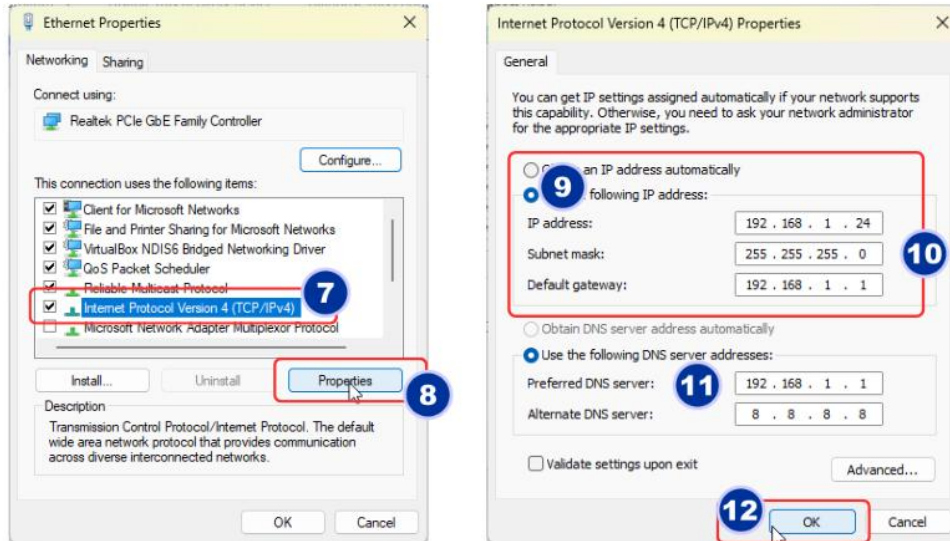 Ethernet Properties
Networking Sharing
Connect using:
Realtek PCIe GbE Family Controller
Configure...
This connection uses the following items:
Client for Microsoft Networks
File and Printer Sharing for Microsoft Networks
VirtualBox NDIS6 Bridged Networking Driver
QoS Packet Scheduler
Reliable Multicast Protocol
Internet Protocol Version 4 (TCP/IPv4)
7
Microsoft Network Adapter Multiplexor Protocol
Install... Uninstall Properties
8
Description
Transmission Control Protocol/Internet Protocol. The default
wide area network protocol that provides communication
across diverse interconnected networks.
OK Cancel
Internet Protocol Version 4 (TCP/IPv4) Properties
General
You can get IP settings assigned automatically if your network supports
this capability. Otherwise, you need to ask your network administrator
for the appropriate IP settings.
an IP address automatically
9 following IP address:
IP address: 192 . 168 . 1 . 24
Subnet mask: 255 . 255 . 255 . 0
10
Default gateway: 192 . 168 . 1 . 1
Obtain DNS server address automatically
Use the following DNS server addresses:
Preferred DNS server: 11 192 . 168 . 1 . 1
Alternate DNS server: 8 . 8 . 8 . 8
Validate settings upon exit
Advanced...
12 OK Cancel